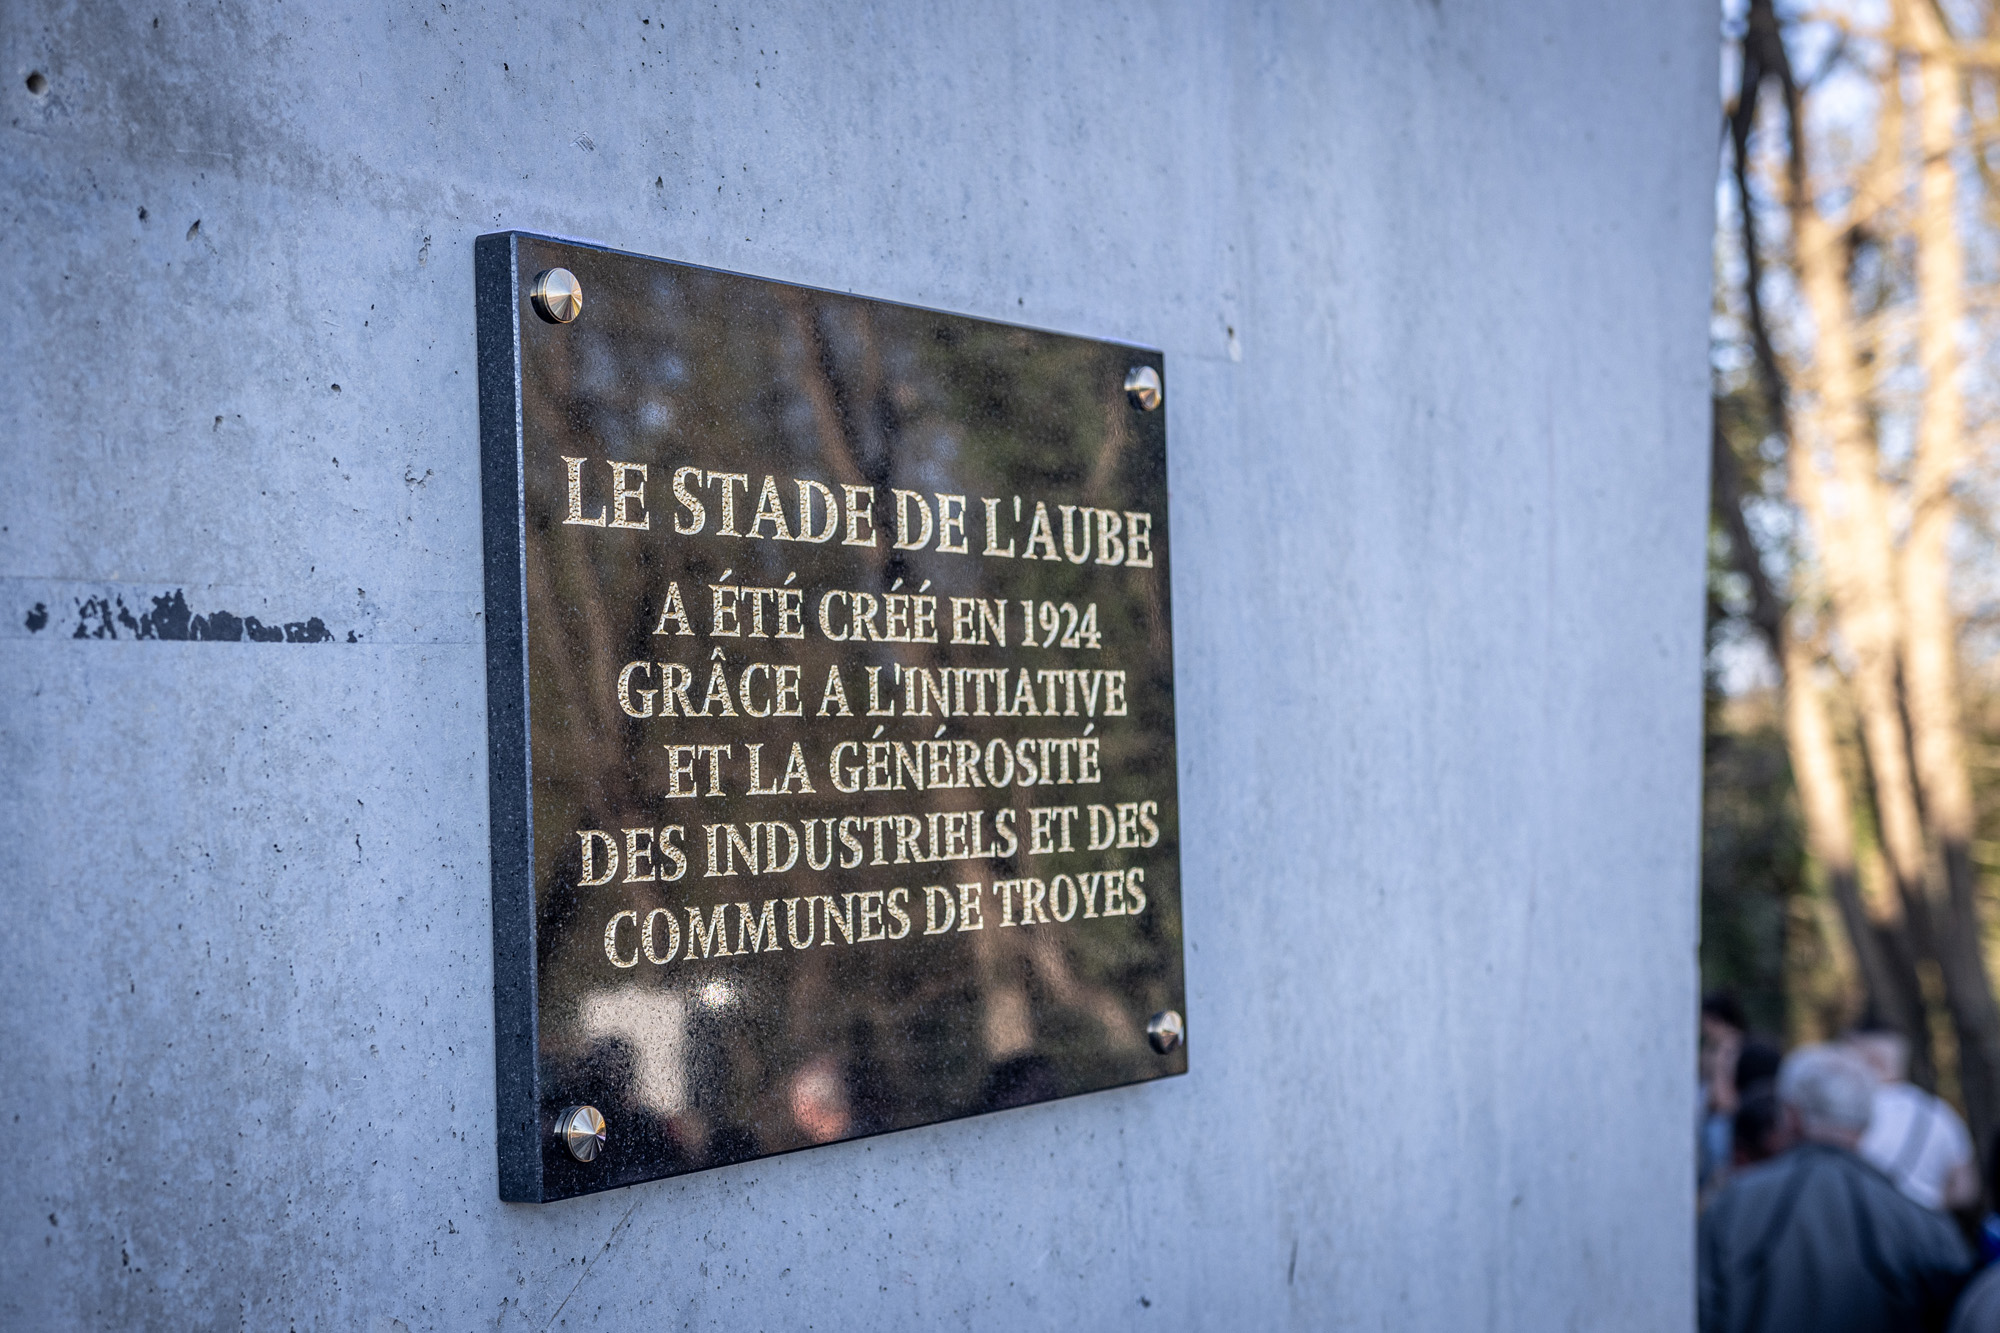 LE STADE DE L'AUBE
A ÉTÉ CRÉÉ EN 1924
GRÂCE A L'INITIATIVE
ET LA GÉNÉROSITÉ
DES INDUSTRIELS ET DES
COMMUNES DE TROYES